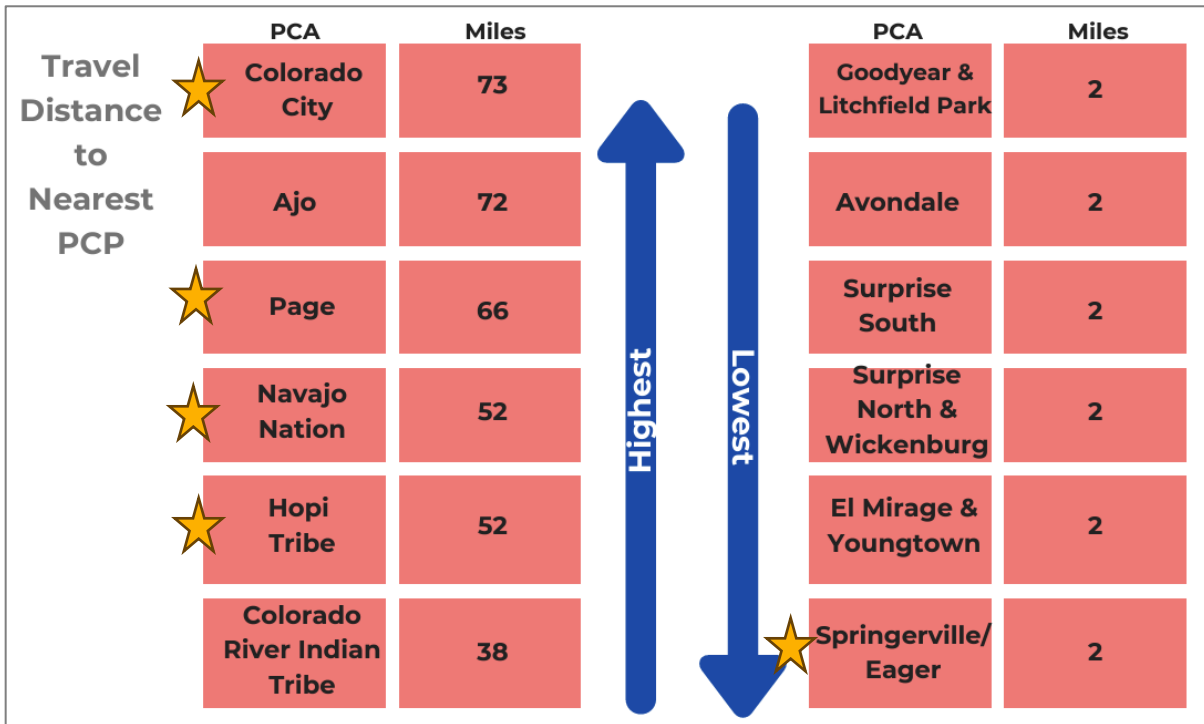 Travel
Distance
to
Nearest
PCP
PCA Miles
Colorado
City
73
Ajo
72
Page
66
Navajo
Nation
52
Hopi
Tribe
52
Colorado
River Indian
Tribe
38
Highest
Lowest
PCA Miles
Goodyear &
Litchfield Park
2
Avondale
2
Surprise
South
2
Surprise
North &
Wickenburg
2
El Mirage &
Youngtown
2
Springerville/
Eager
2